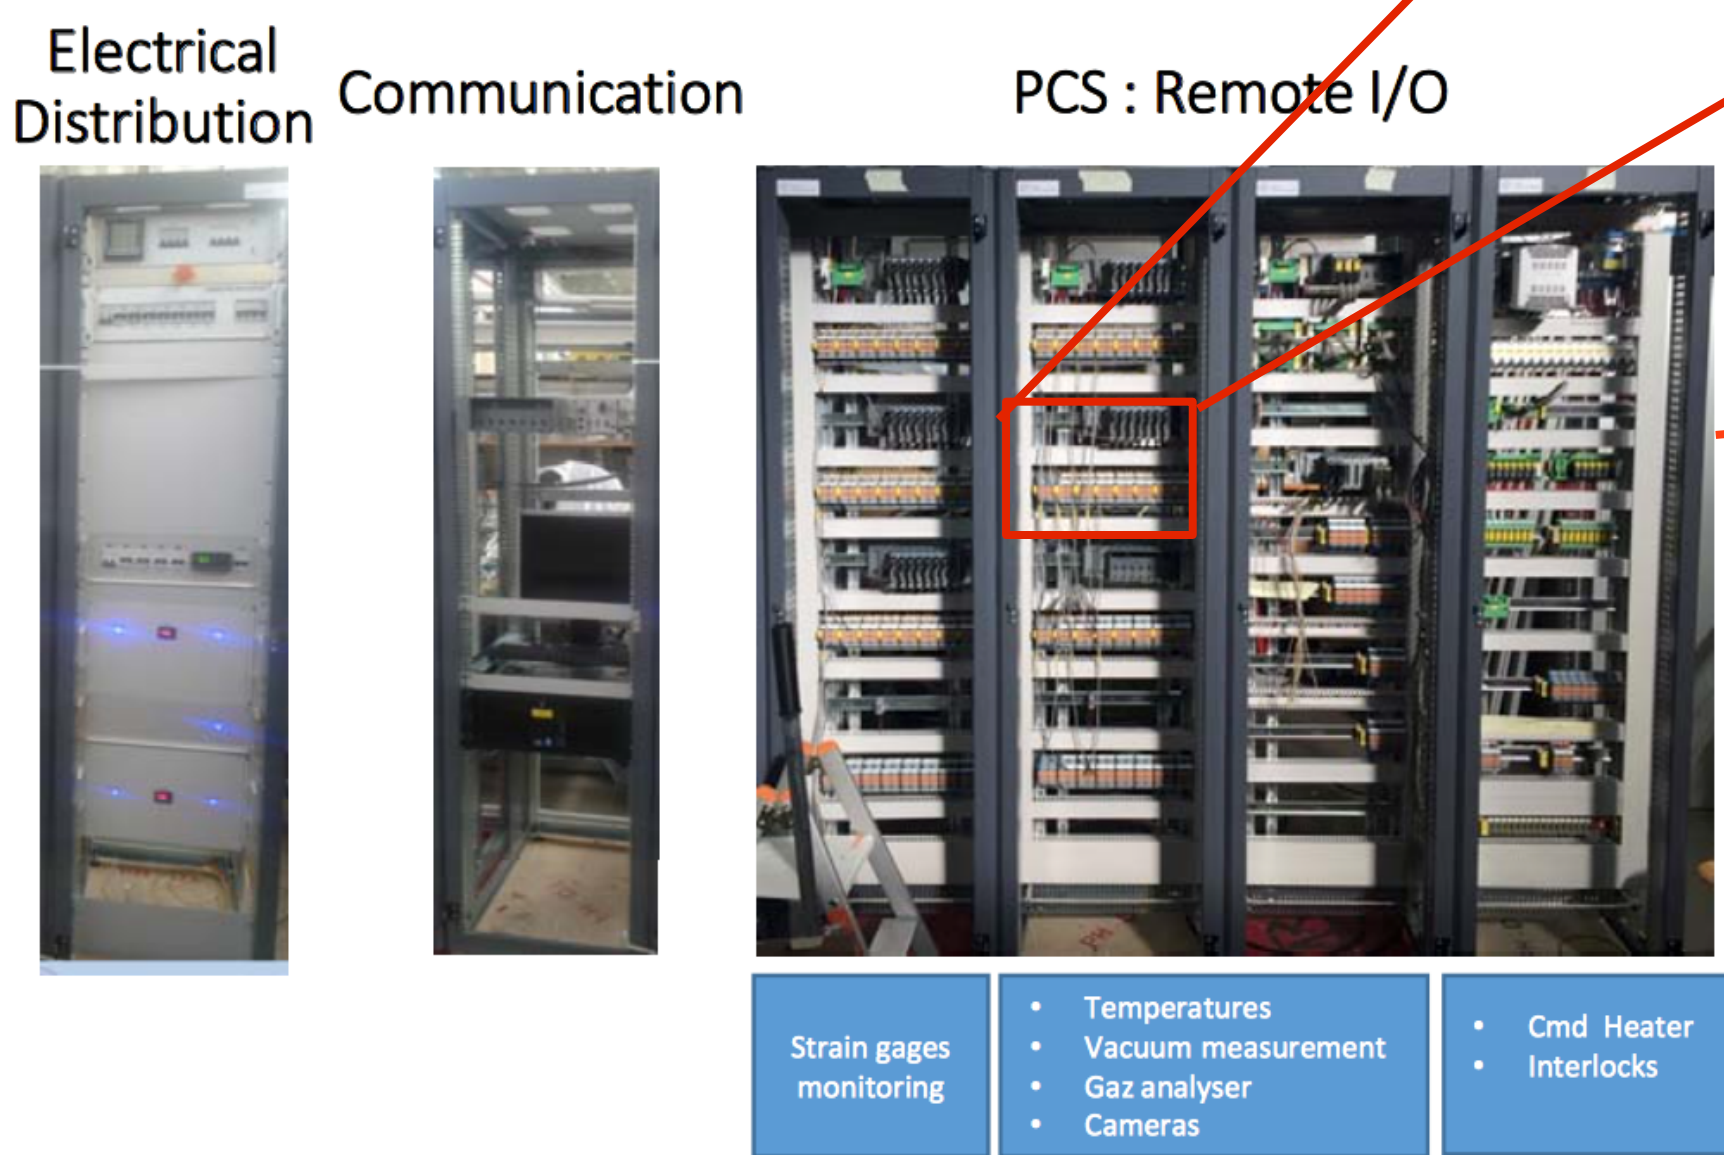 Electrical
Distribution
Communication
PCS : Remote I/O
Strain gages
monitoring
• Temperatures
• Vacuum measurement
• Gaz analyser
• Cameras
• Cmd Heater
• Interlocks